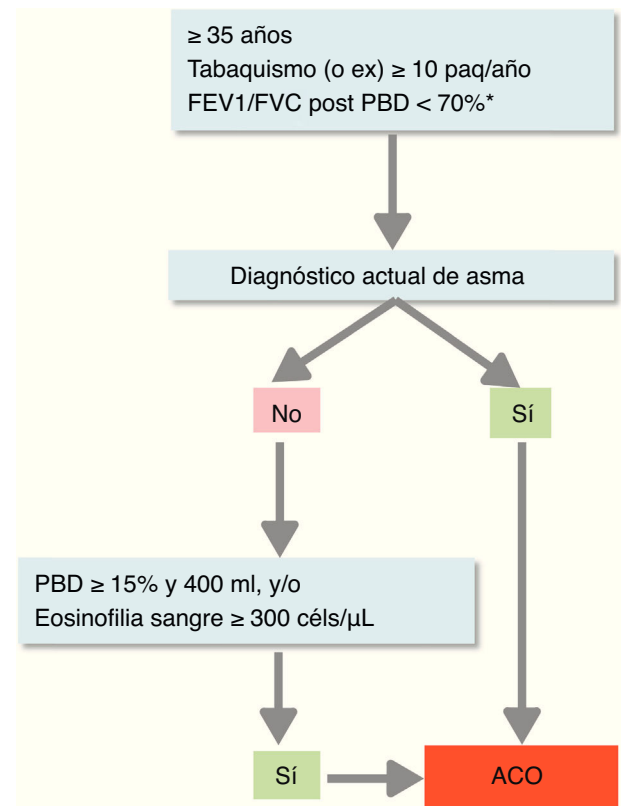 ≥ 35 años
Tabaquismo (o ex) ≥ 10 paq/año
FEV1/FVC post PBD < 70%*
Diagnóstico actual de asma
No
Sí
PBD ≥ 15% y 400 ml, y/o
Eosinofilia sangre ≥ 300 céls/µL
Sí
ACO